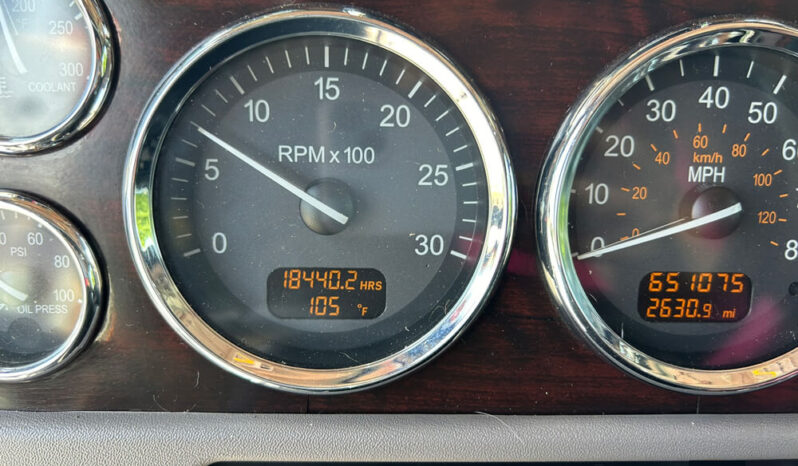 200
°F
250
300
COOLANT
60
80
PSI
100
OIL PRESS
0
5
10
15
20
25
30
RPM x 100
18440.2 HRS
105 °F
0
10
20
30
40
50
0
20
40
60
80
100
120
km/h
MPH
651075
2630.9 mi